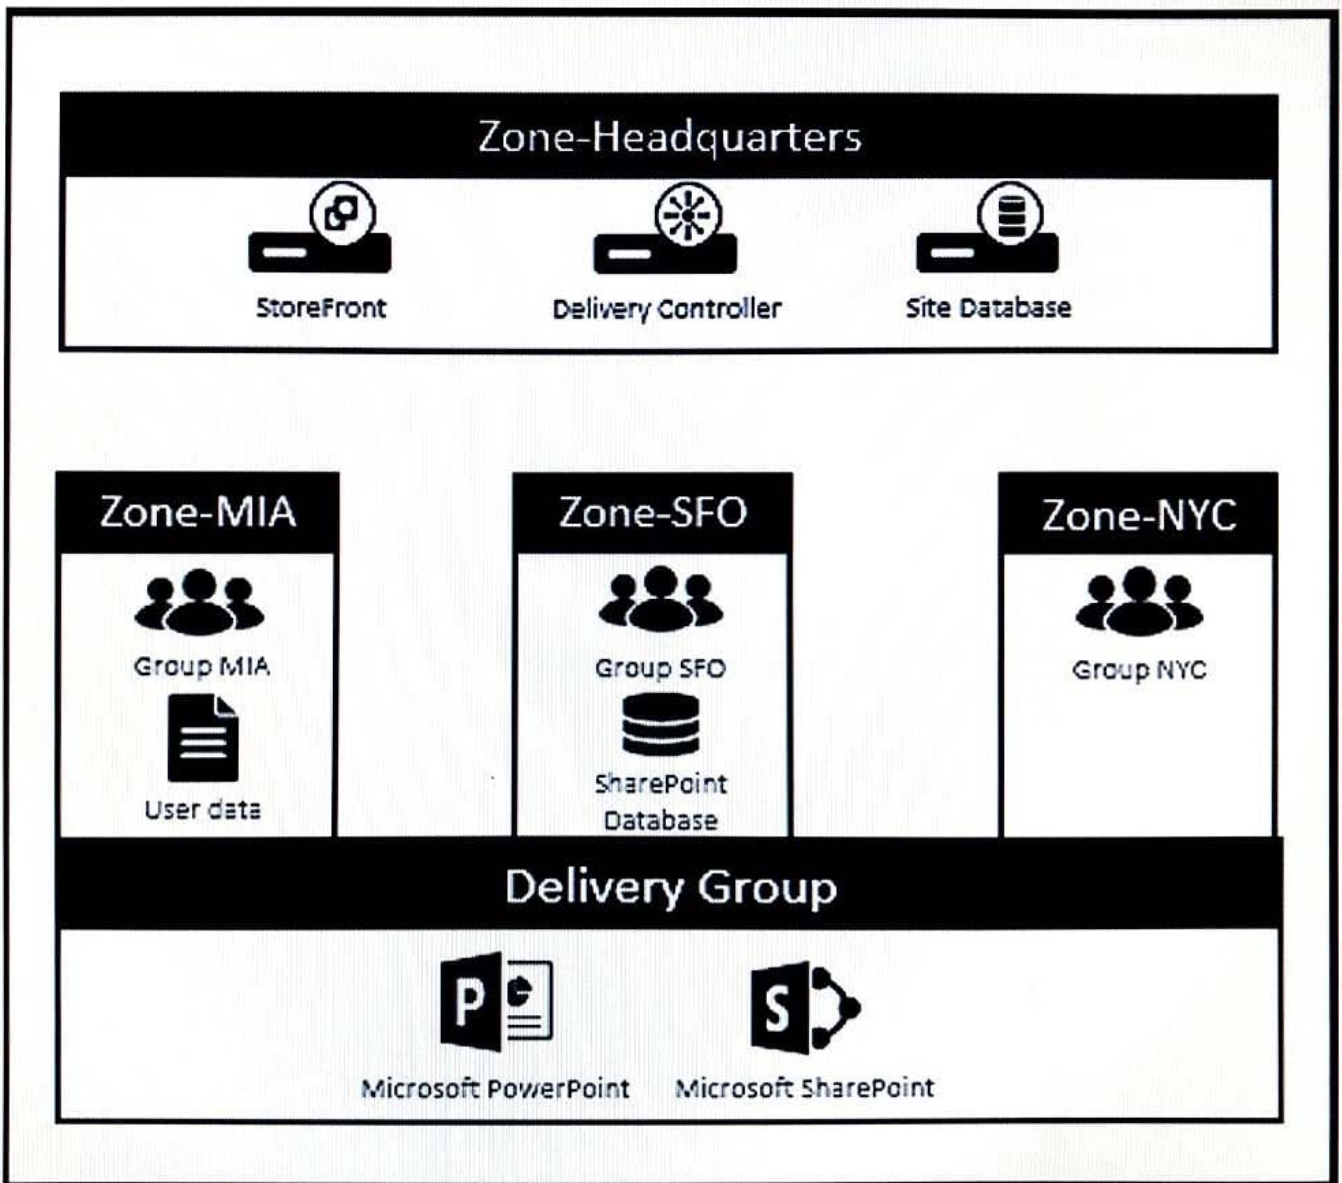 Zone-Headquarters
StoreFront
Delivery Controller
Site Database
Zone-MIA
Group MIA
User data
Zone-SFO
Group SFO
SharePoint
Database
Zone-NYC
Group NYC
Delivery Group
P
Microsoft PowerPoint
S
Microsoft SharePoint